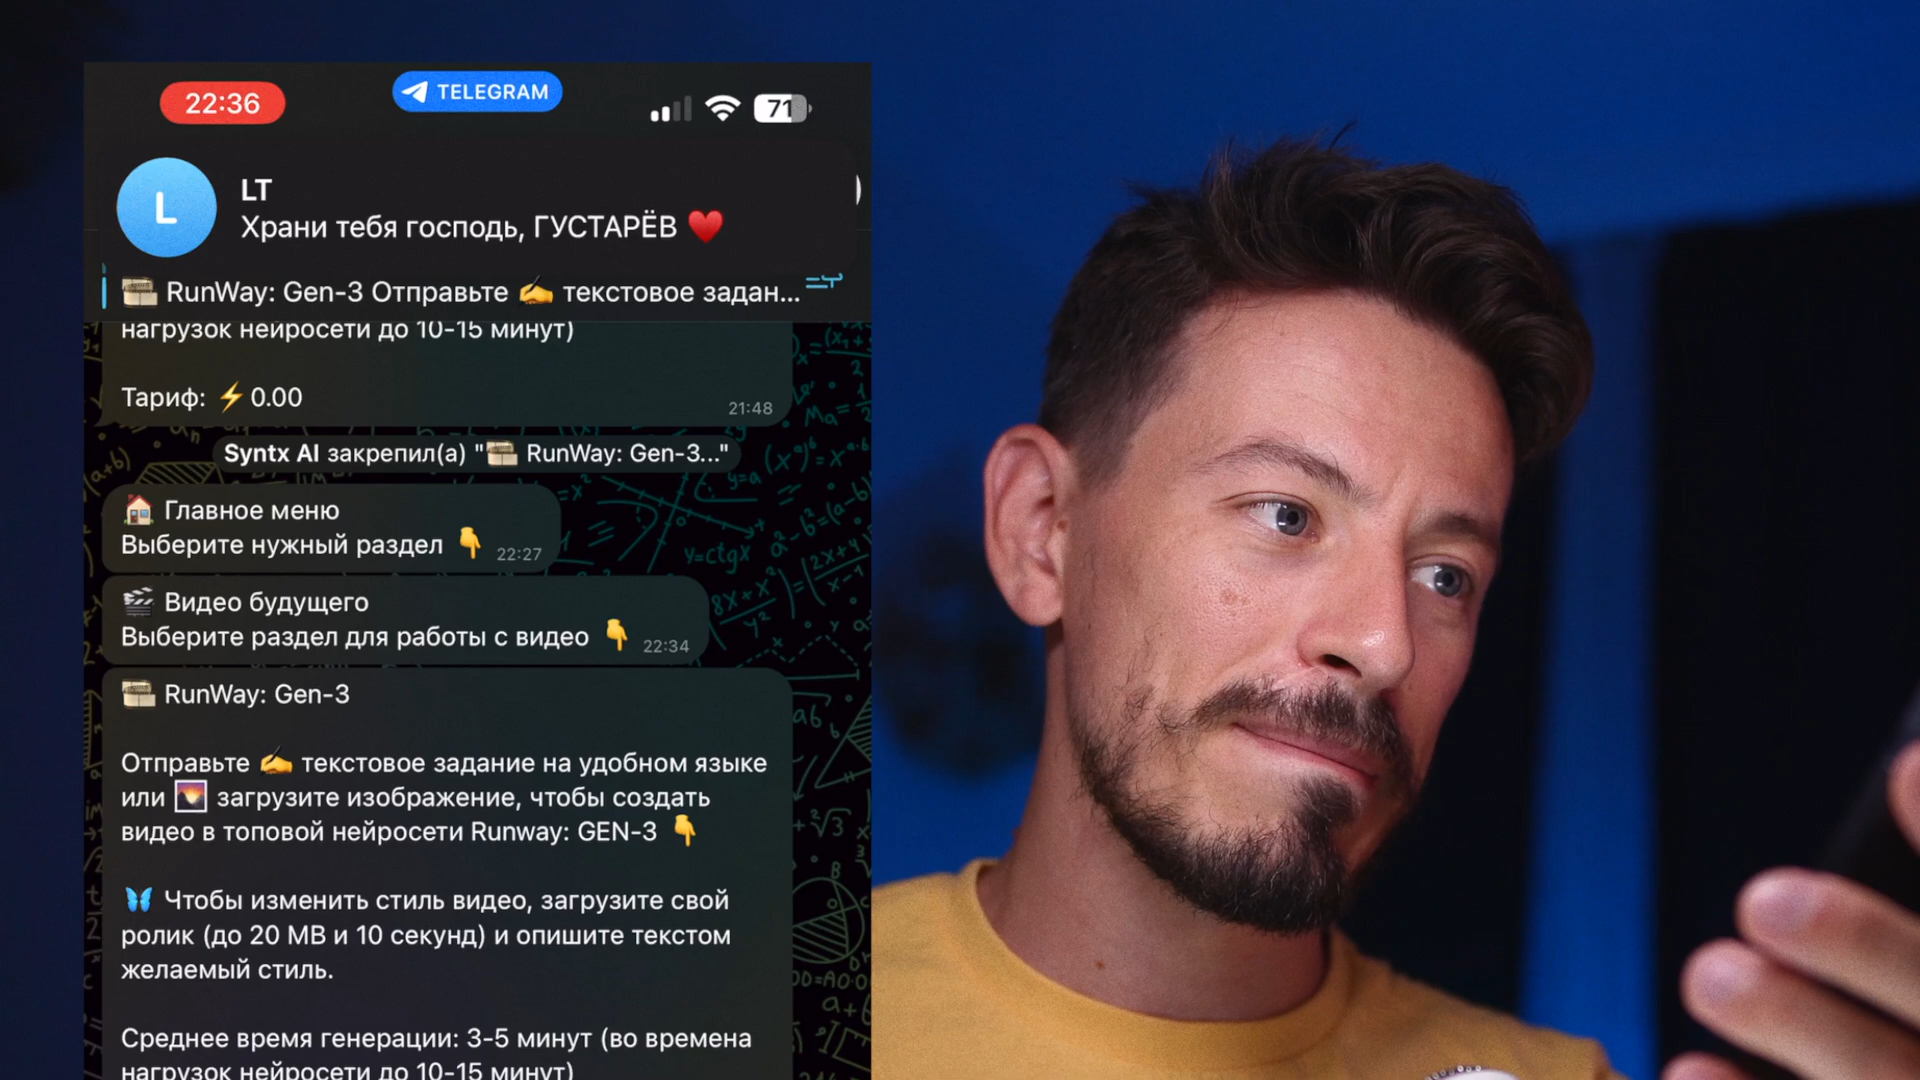 22:36
TELEGRAM
71
L
LT
Храни тебя господь, ГУСТАРЁВ ❤️
RunWay: Gen-3 Отправьте ✍️ текстовое задан...
нагрузок нейросети до 10-15 минут)
Тариф: ⚡ 0.00
21:48
Syntx AI закрепил(а) "RunWay: Gen-3..."
🏠 Главное меню
Выберите нужный раздел 👇 22:27
🎬 Видео будущего
Выберите раздел для работы с видео 👇 22:34
RunWay: Gen-3
Отправьте ✍️ текстовое задание на удобном языке
или 🌄 загрузите изображение, чтобы создать
видео в топовой нейросети Runway: GEN-3 👇
🦋 Чтобы изменить стиль видео, загрузите свой
ролик (до 20 МВ и 10 секунд) и опишите текстом
желаемый стиль.
Среднее время генерации: 3-5 минут (во времена
нагрузок нейросети до 10-15 минут)